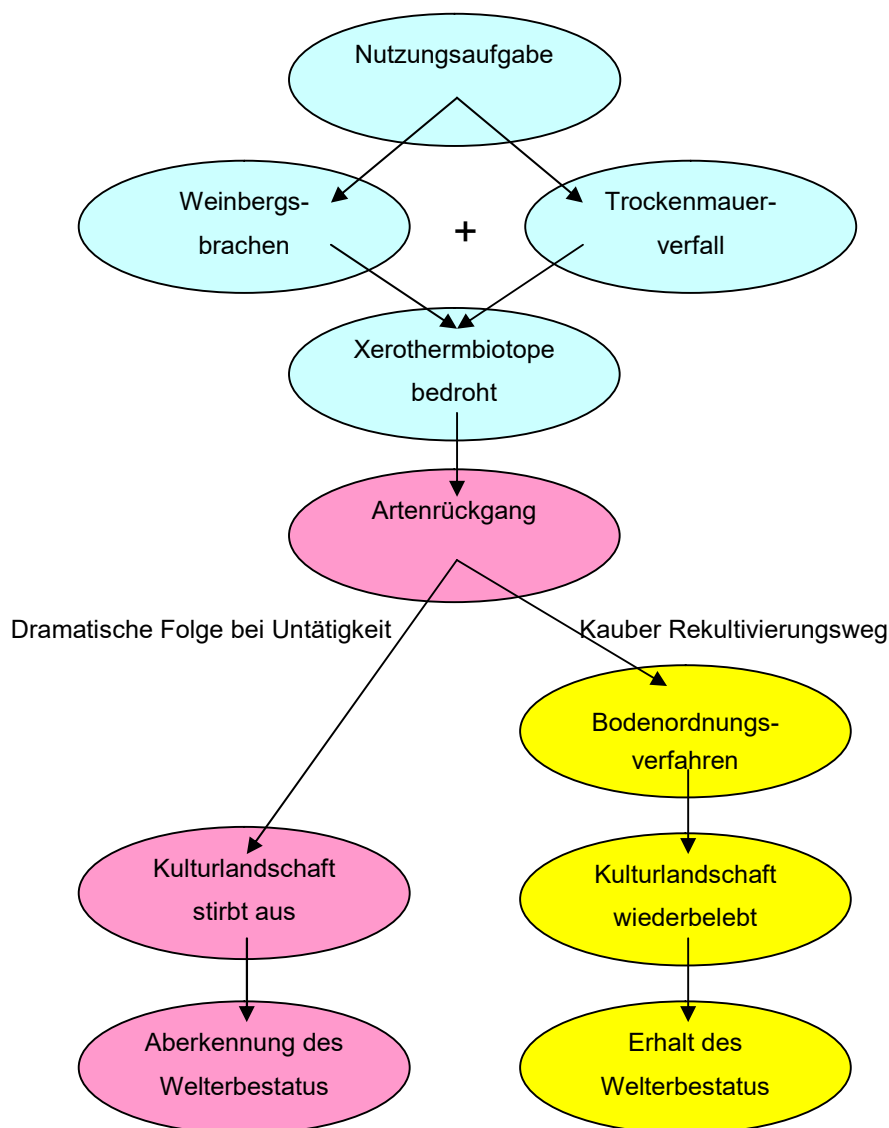 Nutzungsaufgabe
Weinbergs-
brachen
+
Trockenmauer-
verfall
Xerothermbiotope
bedroht
Artenrückgang
Dramatische Folge bei Untätigkeit
Kauber Rekultivierungsweg
Bodenordnungs-
verfahren
Kulturlandschaft
stirbt aus
Kulturlandschaft
wiederbelebt
Aberkennung des
Welterbestatus
Erhalt des
Welterbestatus